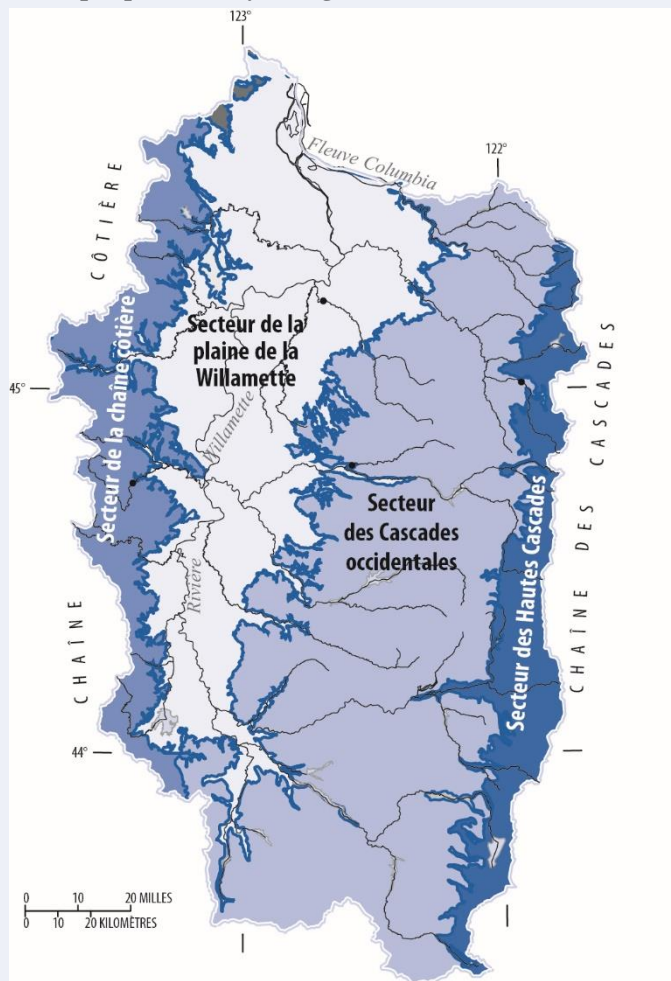 123°
Fleuve Columbia
122°
CÔTIÈRE
CHAÎNE
Secteur de la
plaine de la
Willamette
Secteur de la chaîne côtière
45°
45°
Willamette
Rivière
Secteur
des Cascades
occidentales
Secteur des Hautes Cascades
CHAÎNE DES CASCADES
44°
0 10 20 MILLES
0 10 20 KILOMÈTRES